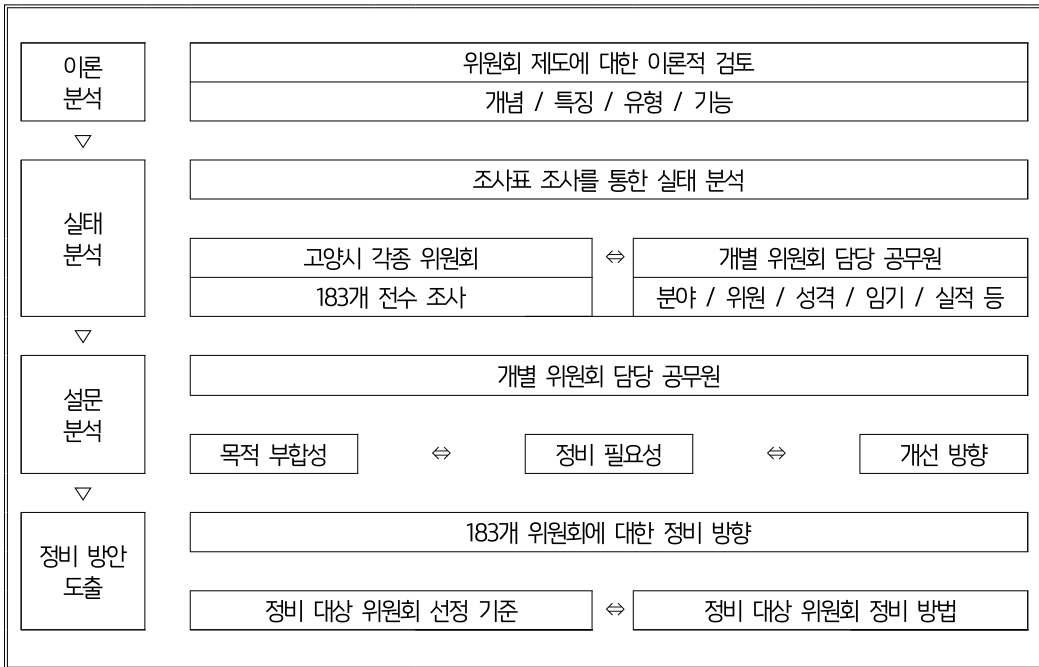 이론
분석
위원회 제도에 대한 이론적 검토
개념 / 특징 / 유형 / 기능
▽
실태
분석
조사표 조사를 통한 실태 분석
고양시 각종 위원회 ⇔ 개별 위원회 담당 공무원
183개 전수 조사
분야 / 위원 / 성격 / 임기 / 실적 등
▽
설문
분석
개별 위원회 담당 공무원
목적 부합성 ⇔ 정비 필요성 ⇔ 개선 방향
▽
정비 방안
도출
183개 위원회에 대한 정비 방향
정비 대상 위원회 선정 기준 ⇔ 정비 대상 위원회 정비 방법